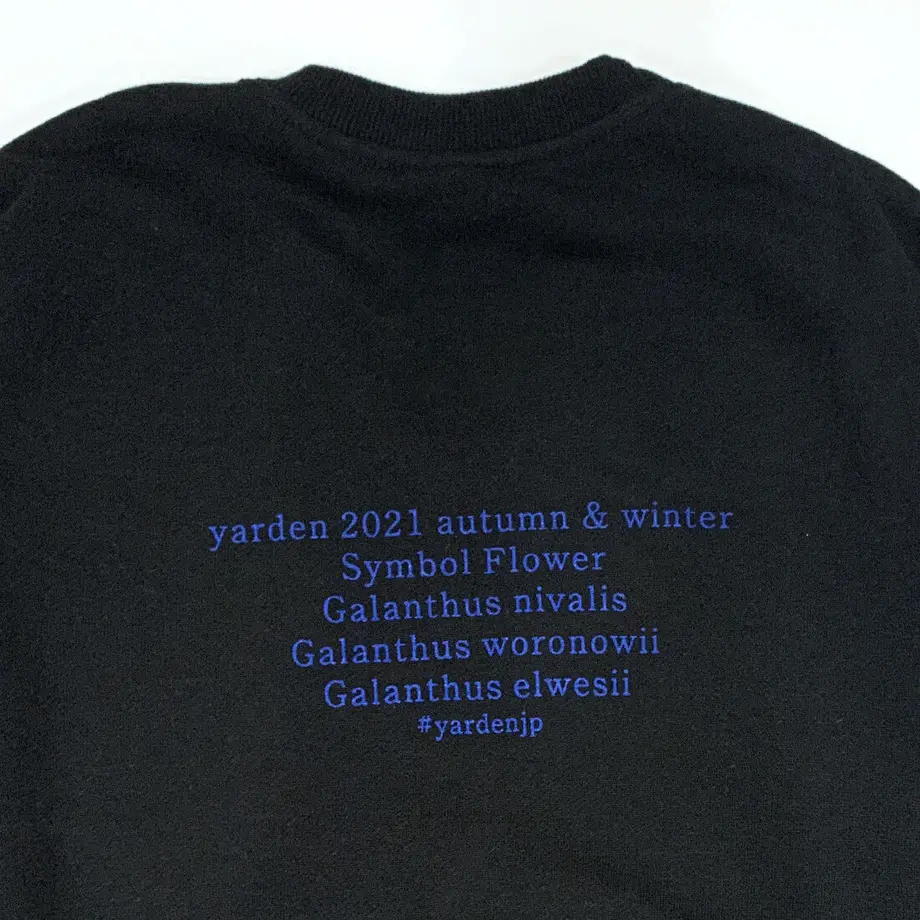 yarden 2021 autumn & winter
Symbol Flower
Galanthus nivalis
Galanthus woronowii
Galanthus elwesii
#yardenjp